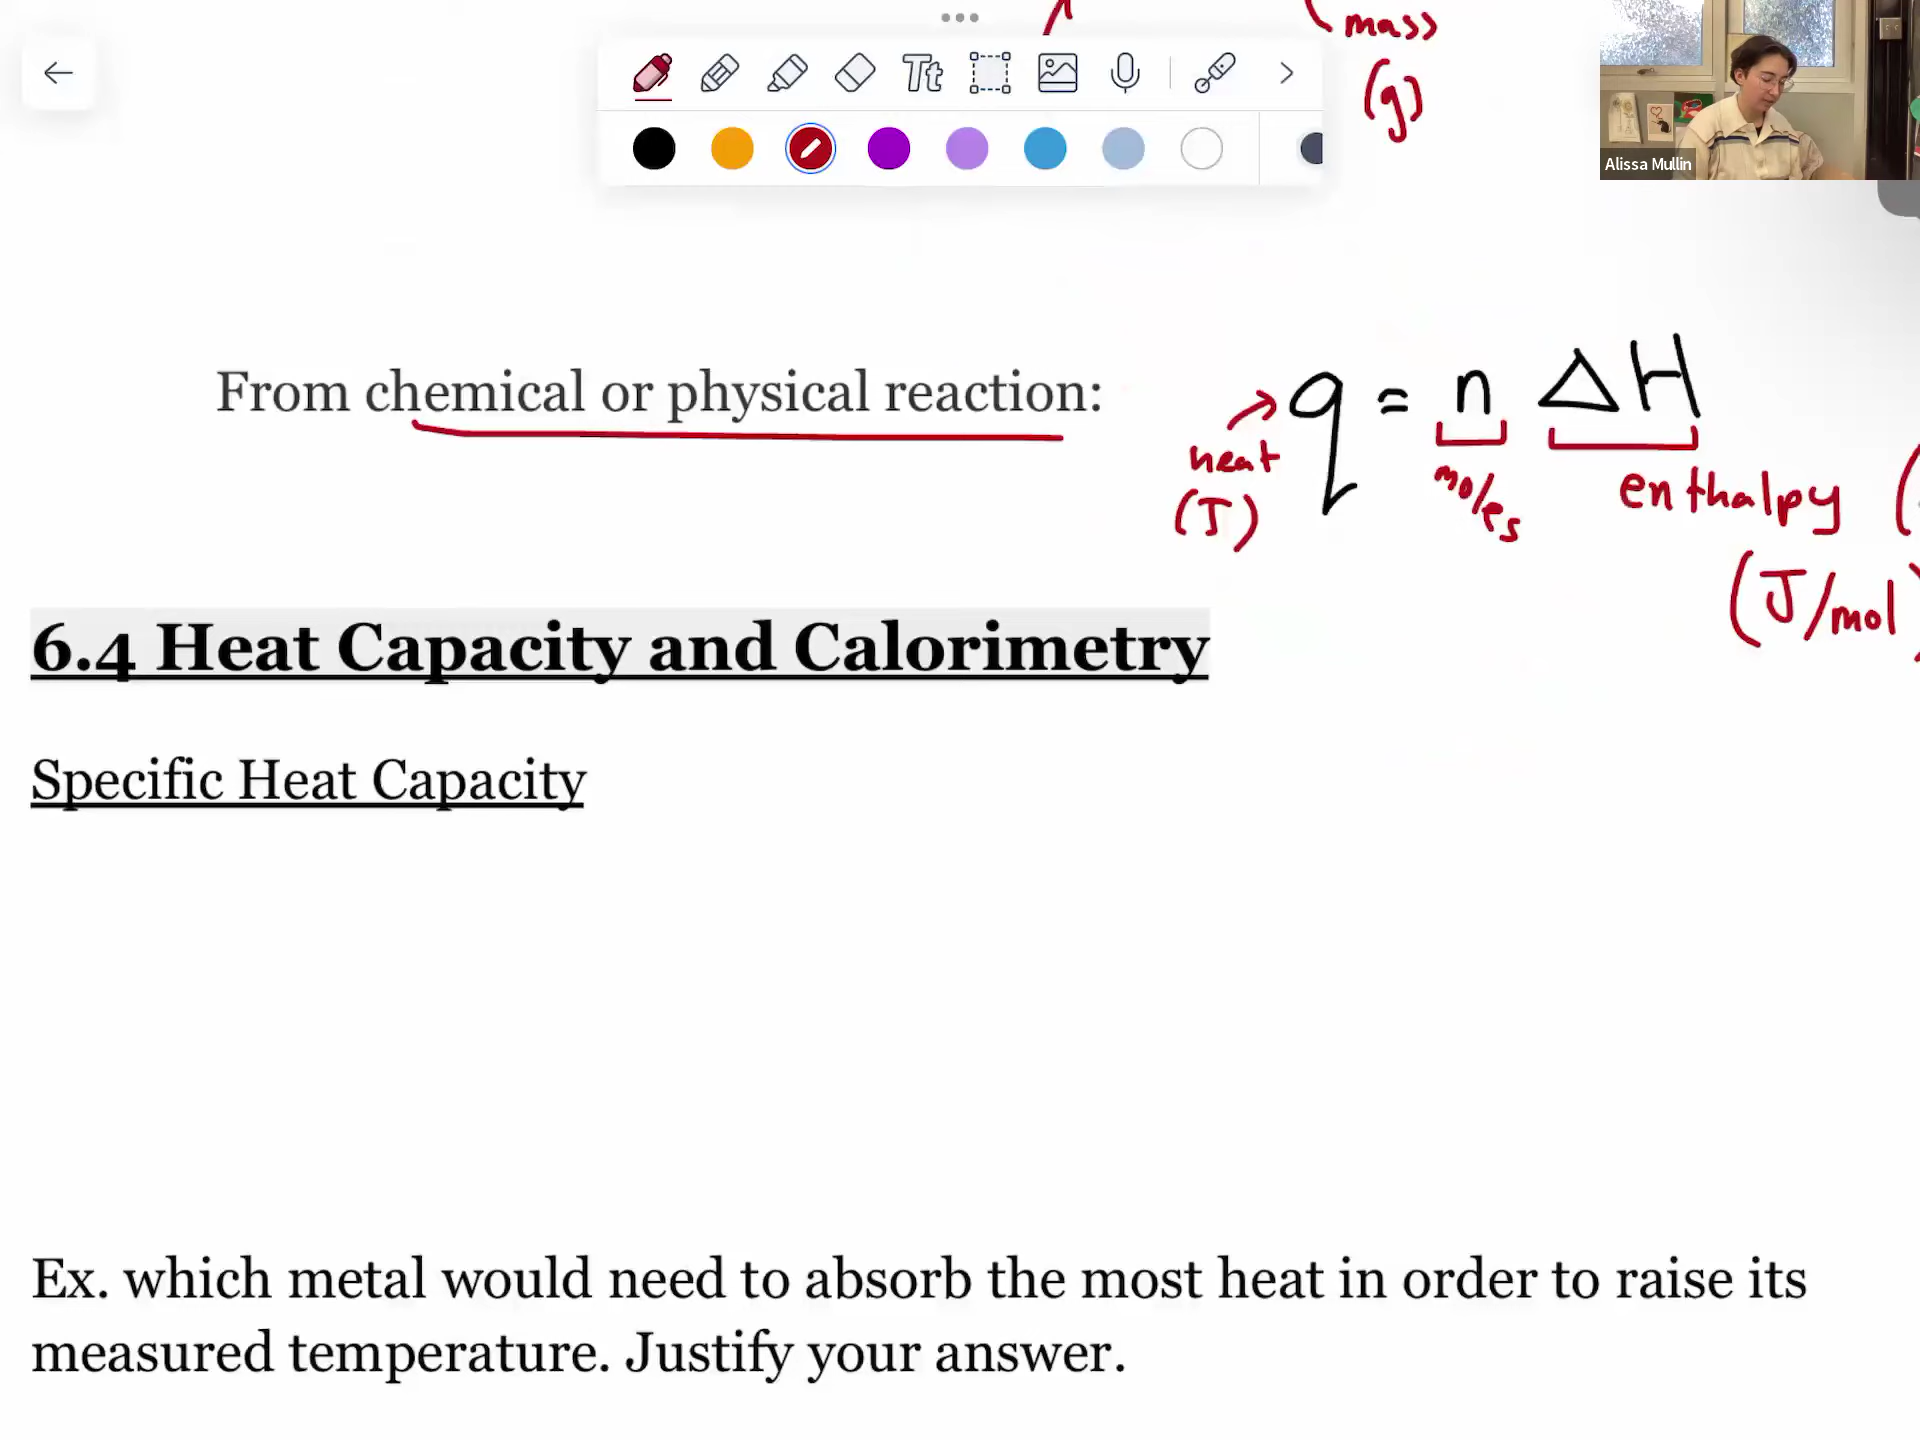 mass
(g)
Tt
Alissa Mullin
From chemical or physical reaction:
q = n ΔH
heat
(J)
moles
enthalpy (
(J/mol)
6.4 Heat Capacity and Calorimetry
Specific Heat Capacity
Ex. which metal would need to absorb the most heat in order to raise its
measured temperature. Justify your answer.